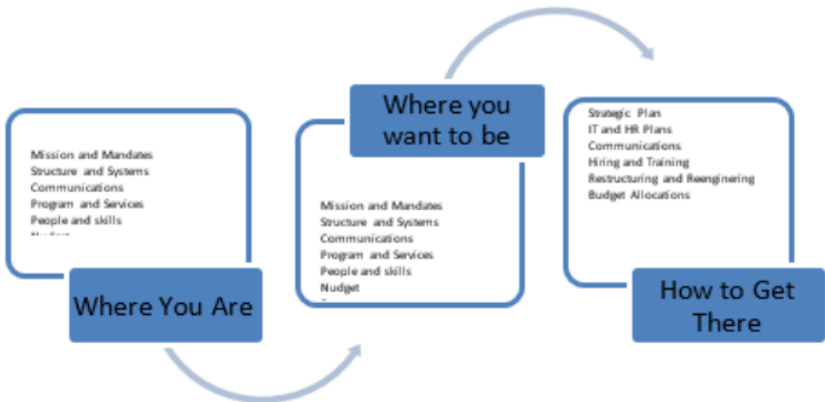 Mission and Mandates
Structure and Systems
Communications
Program and Services
People and skills
Where You Are
Where you
want to be
Mission and Mandates
Structure and Systems
Communications
Program and Services
People and skills
Nudget
Strategic Plan
IT and HR Plans
Communications
Hiring and Training
Restructuring and Reenginering
Budget Allocations
How to Get
There